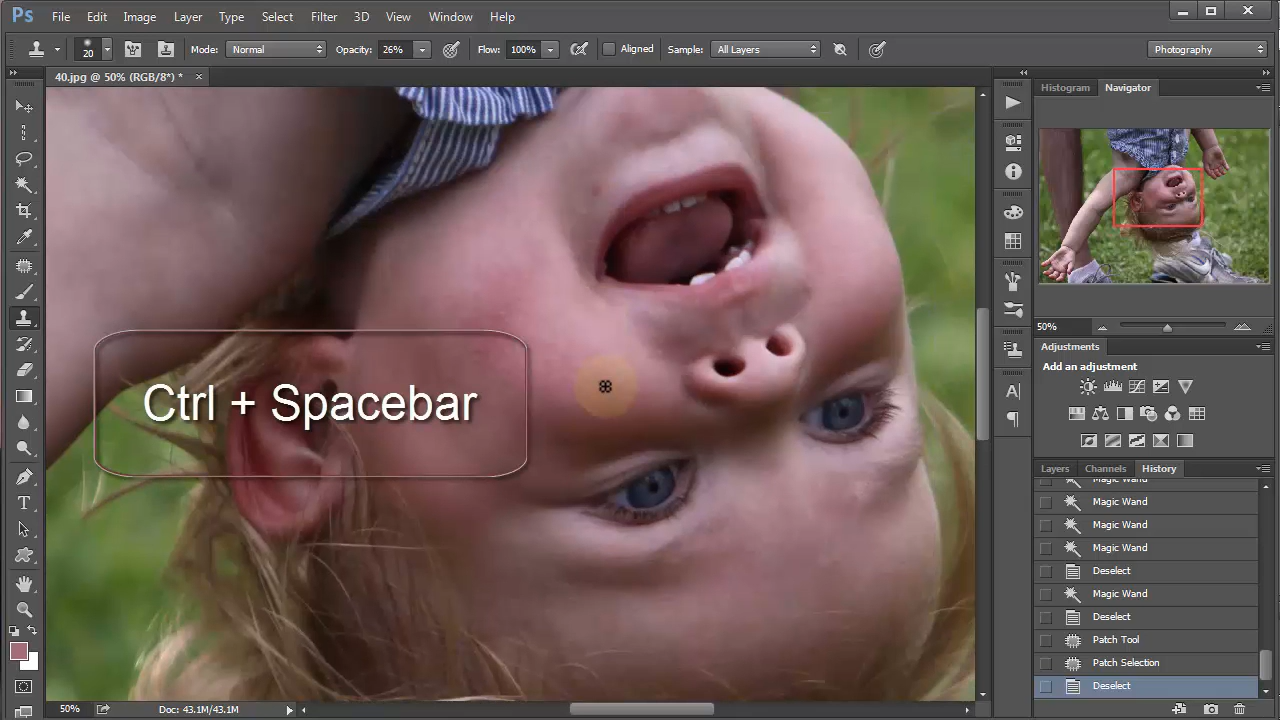 Ps File Edit Image Layer Type Select Filter 3D View Window Help
20 Mode: Normal Opacity: 26% Flow: 100% Aligned Sample: All Layers Photography
40.jpg @ 50% (RGB/8*) * ×
Histogram Navigator
50%
Adjustments
Add an adjustment
Layers Channels History
Magic Wand
Magic Wand
Magic Wand
Magic Wand
Deselect
Magic Wand
Deselect
Patch Tool
Patch Selection
Deselect
Ctrl + Spacebar
50% Doc: 43.1M/43.1M